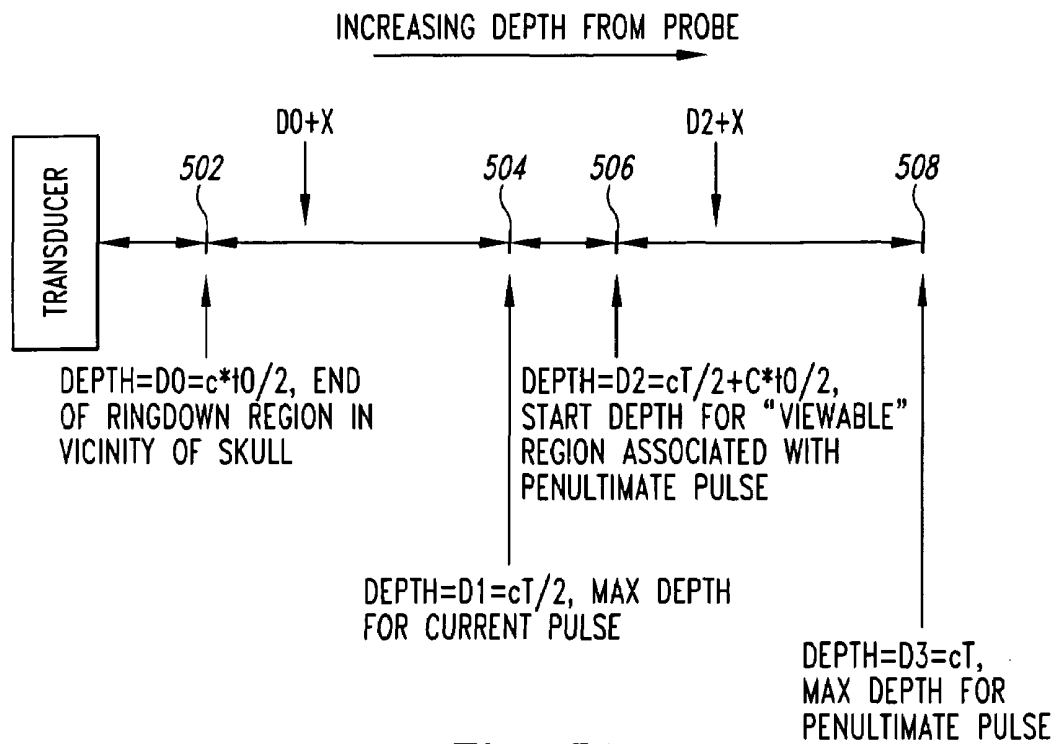 INCREASING DEPTH FROM PROBE
D0+X
D2+X
TRANSDUCER
502
504
506
508
DEPTH=D0=c*t0/2, END
OF RINGDOWN REGION IN
VICINITY OF SKULL
DEPTH=D2=cT/2+C*t0/2,
START DEPTH FOR “VIEWABLE”
REGION ASSOCIATED WITH
PENULTIMATE PULSE
DEPTH=D1=cT/2, MAX DEPTH
FOR CURRENT PULSE
DEPTH=D3=cT,
MAX DEPTH FOR
PENULTIMATE PULSE